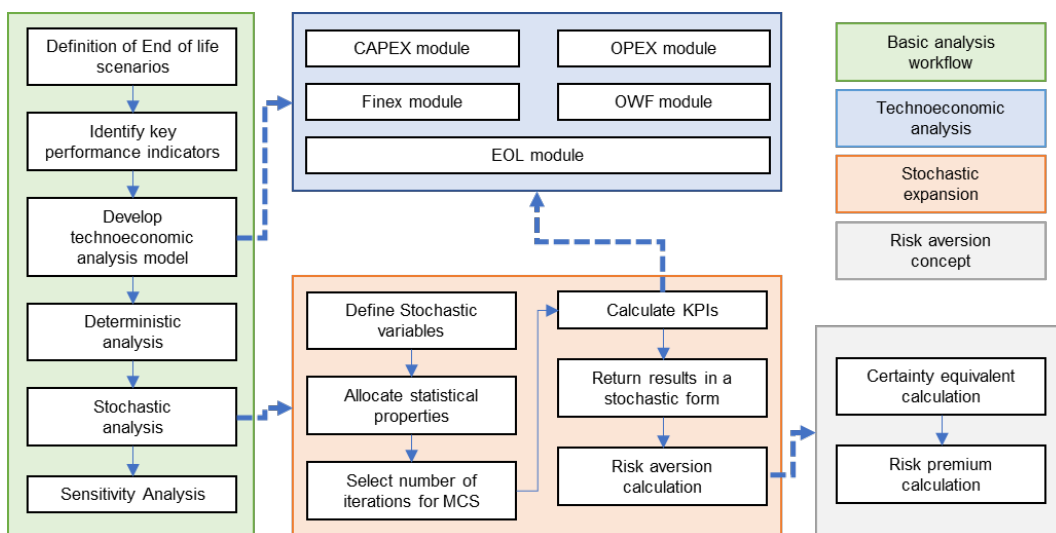 Definition of End of life
scenarios
Identify key
performance indicators
Develop
technoeconomic
analysis model
Deterministic
analysis
Stochastic
analysis
Sensitivity Analysis
CAPEX module
OPEX module
Finex module
OWF module
EOL module
Define Stochastic
variables
Allocate statistical
properties
Select number of
iterations for MCS
Calculate KPIs
Return results in a
stochastic form
Risk aversion
calculation
Certainty equivalent
calculation
Risk premium
calculation
Basic analysis
workflow
Technoeconomic
analysis
Stochastic
expansion
Risk aversion
concept